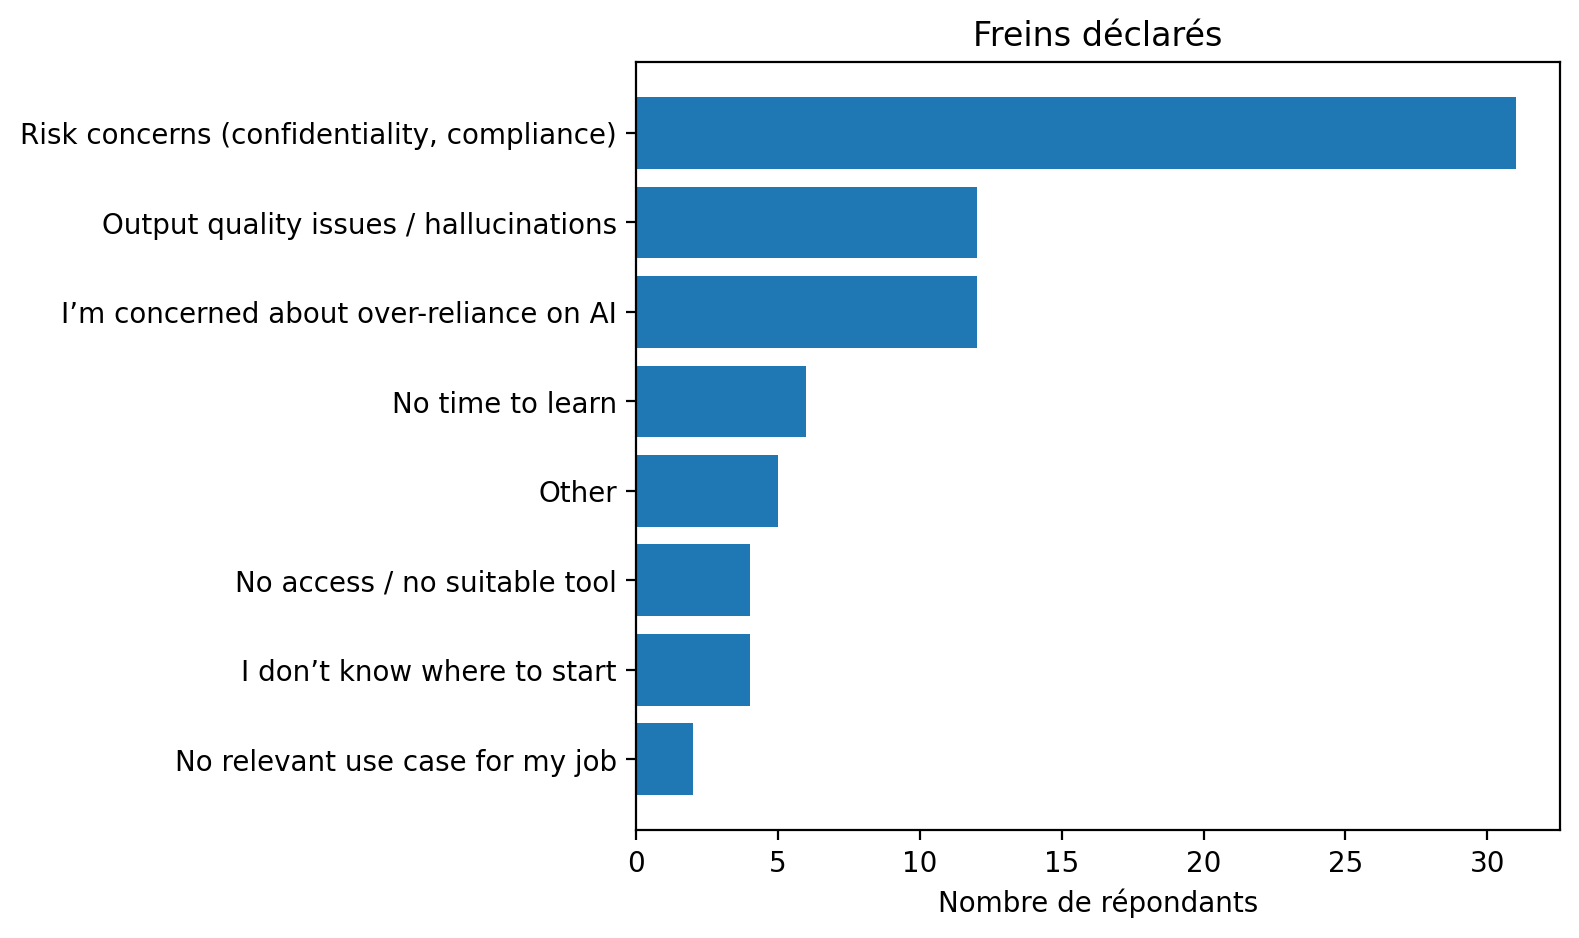 Freins déclarés
Risk concerns (confidentiality, compliance)
Output quality issues / hallucinations
I’m concerned about over-reliance on AI
No time to learn
Other
No access / no suitable tool
I don’t know where to start
No relevant use case for my job
0 5 10 15 20 25 30
Nombre de répondants